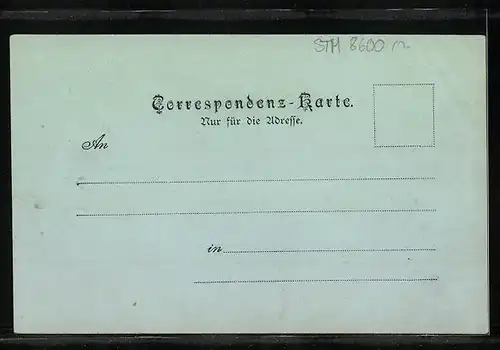 STM 8600
Correspondenz-Karte.
Nur für die Adresse.
An
in